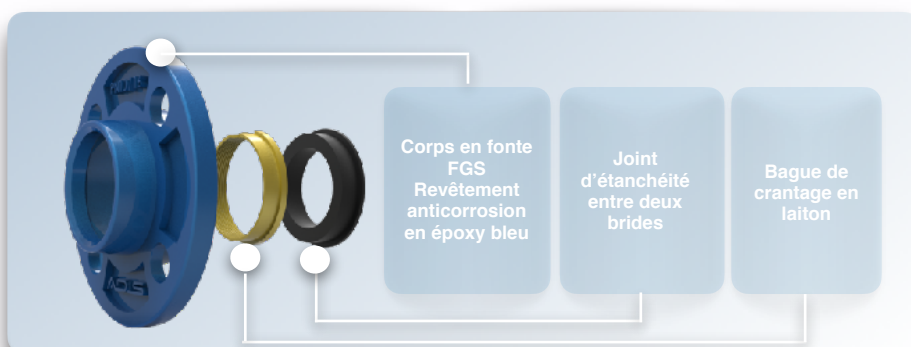 Corps en fonte
FGS
Revêtement
anticorrosion
en époxy bleu
Joint
d'étanchéité
entre deux
brides
Bague de
crantage en
laiton